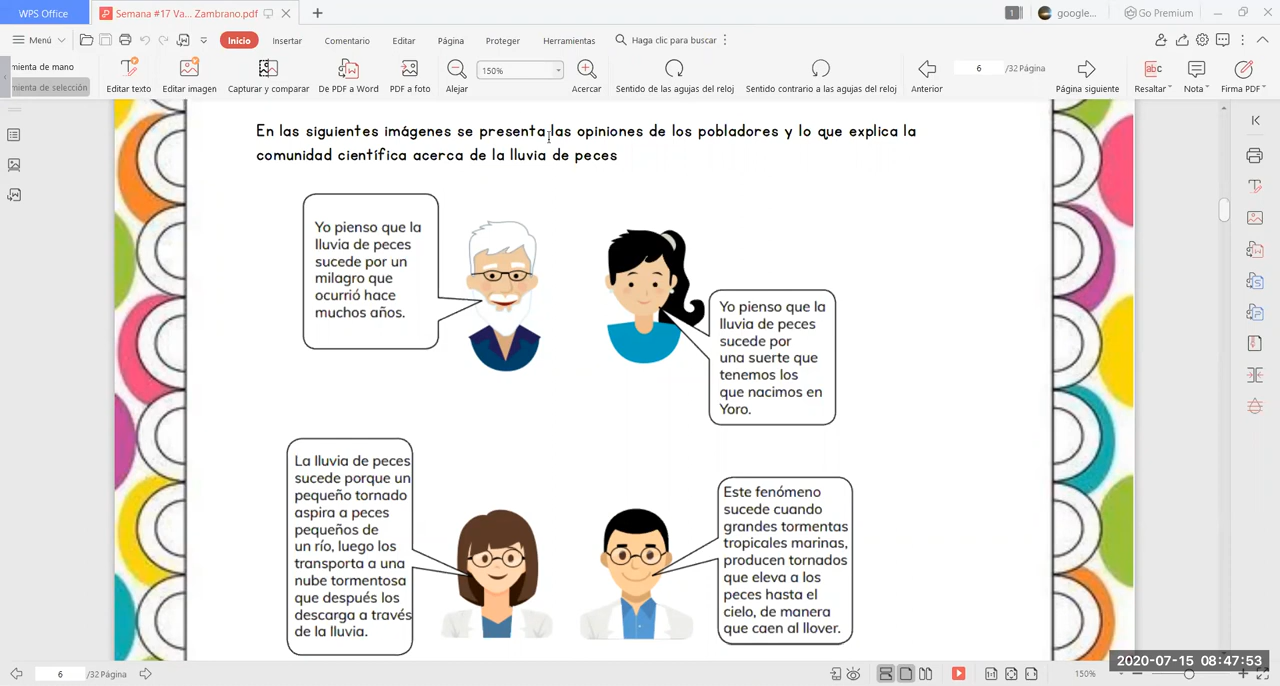 WPS Office
Semana #17 Va... Zambrano.pdf
1
google...
Go Premium
Menú
Inicio
Insertar
Comentario
Editar
Página
Proteger
Herramientas
Haga clic para buscar
mienta de mano
mienta de selección
Editar texto
Editar imagen
Capturar y comparar
De PDF a Word
PDF a foto
Alejar
150%
Acercar
Sentido de las agujas del reloj
Sentido contrario a las agujas del reloj
Anterior
6
/32 Página
Página siguiente
Resaltar
Nota
Firma PDF
En las siguientes imágenes se presenta las opiniones de los pobladores y lo que explica la
comunidad científica acerca de la lluvia de peces
Yo pienso que la
lluvia de peces
sucede por un
milagro que
ocurrió hace
muchos años.
Yo pienso que la
lluvia de peces
sucede por
una suerte que
tenemos los
que nacimos en
Yoro.
La lluvia de peces
sucede porque un
pequeño tornado
aspira a peces
pequeños de
un río, luego los
transporta a una
nube tormentosa
que después los
descarga a través
de la lluvia.
Este fenómeno
sucede cuando
grandes tormentas
tropicales marinas,
producen tornados
que eleva a los
peces hasta el
cielo, de manera
que caen al llover.
6
/32 Página
150%
2020-07-15 08:47:53